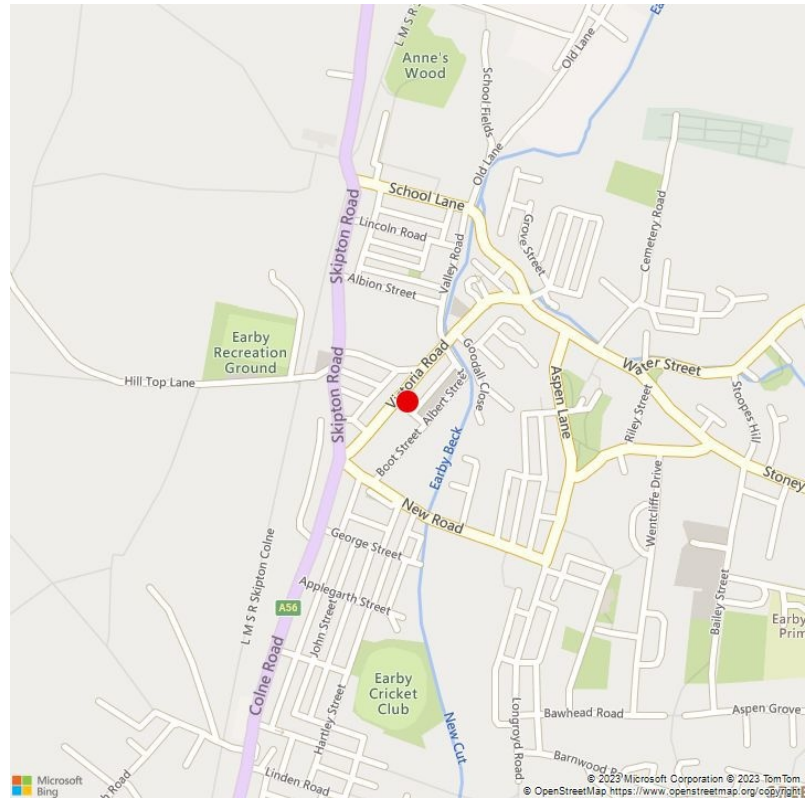 L M S R
Anne's
Wood
School Fields
Old Lane
Ea
Old Lane
School Lane
Skipton Road
Lincoln Road
Valley Road
Grove Street
Cemetery Road
Albion Street
Earby
Recreation
Ground
Hill Top Lane
Skipton Road
Victoria Road
Goodall Close
Albert Street
Boot Street
Water Street
Aspen Lane
Riley Street
Stoopes Hill
Stoney
Earby Beck
New Road
Wentcliffe Drive
George Street
L M S R Skipton Colne
Applegarth Street
A56
John Street
Bailey Street
Earby
Prim
Colne Road
Hartley Street
Earby
Cricket
Club
New Cut
Longroyd Road
Bawhead Road
Aspen Grove
Linden Road
Barnwood Ro
h Road
Microsoft
Bing
© 2023 Microsoft Corporation © 2023 TomTom
© OpenStreetMap https://www.openstreetmap.org/copyright